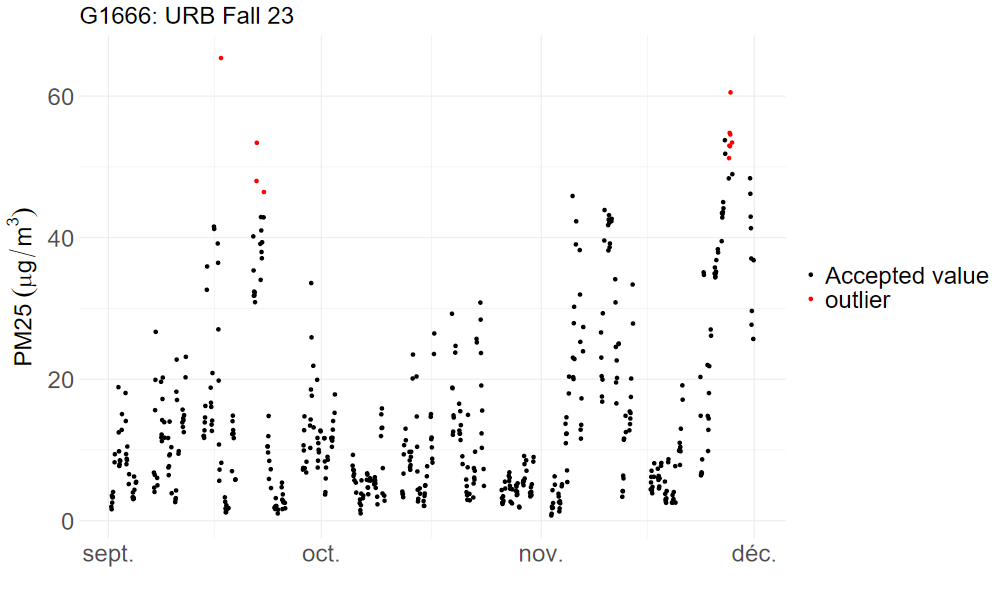 G1666: URB Fall 23
PM25 (μg/m³)
60
40
20
0
sept.
oct.
nov.
déc.
Accepted value
outlier